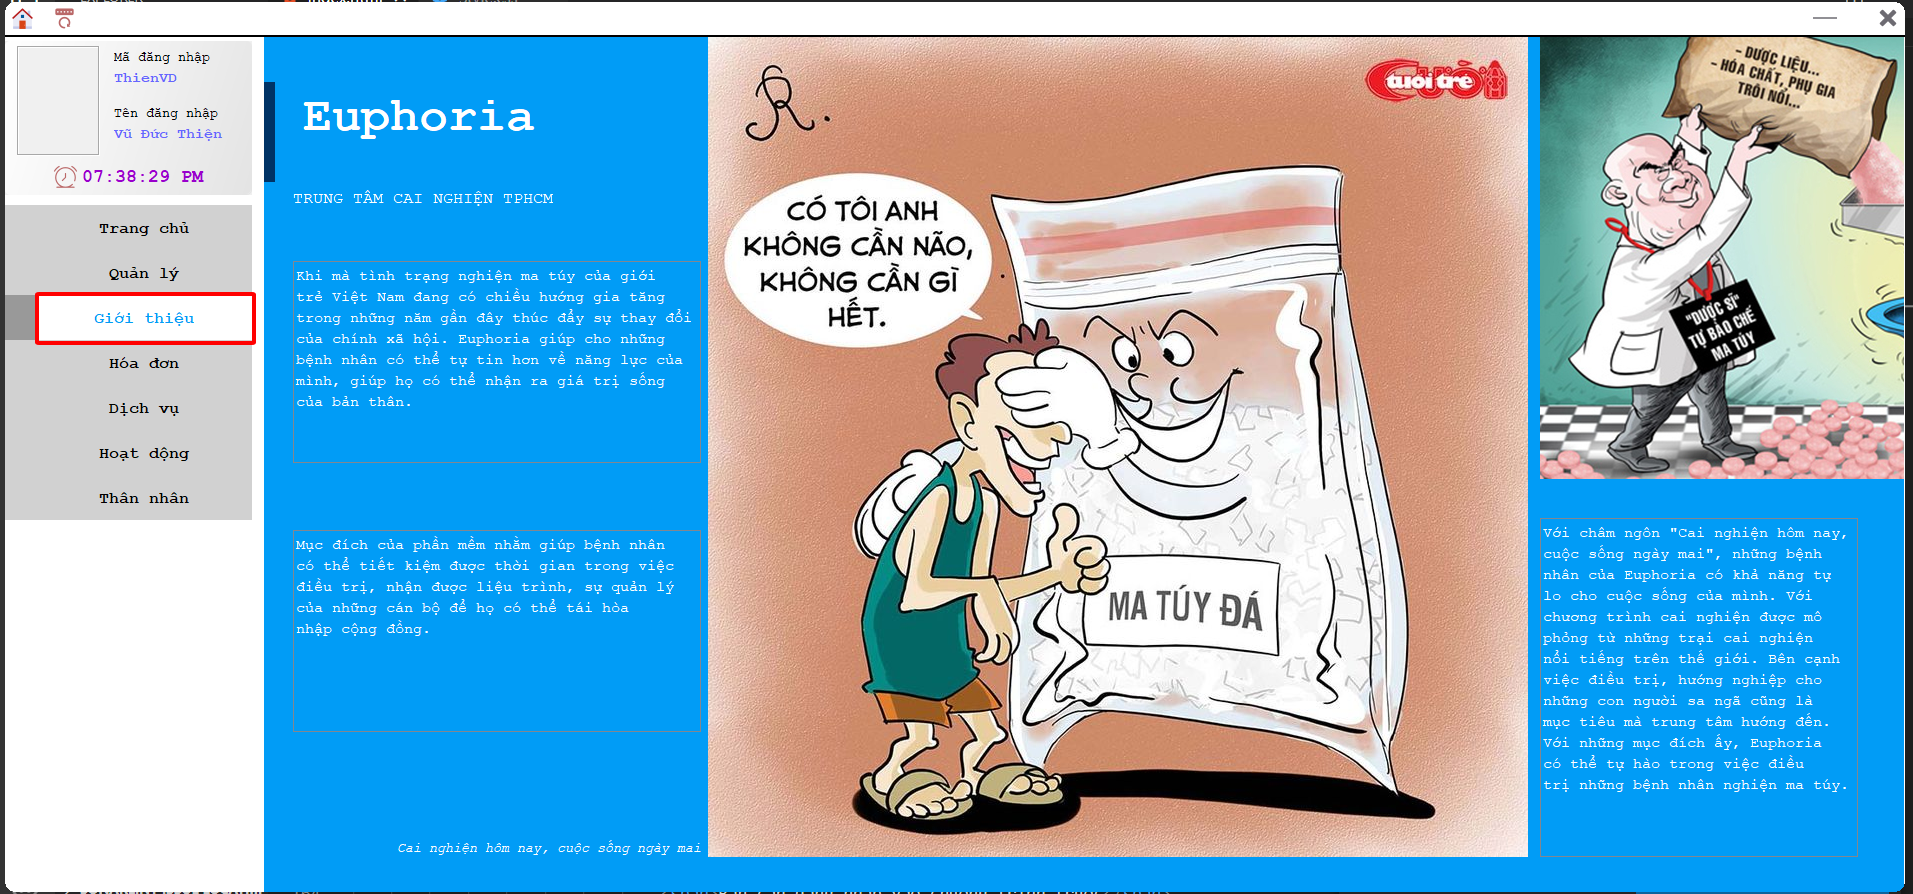 Mã đăng nhập
ThienVD
Tên đăng nhập
Vũ Đức Thiện
07:38:29 PM
Trang chủ
Quản lý
Giới thiệu
Hóa đơn
Dịch vụ
Hoạt động
Thân nhân
Euphoria
TRUNG TÂM CAI NGHIỆN TPHCM
Khi mà tình trạng nghiện ma túy của giới
trẻ Việt Nam đang có chiều hướng gia tăng
trong những năm gần đây thúc đẩy sự thay đổi
của chính xã hội. Euphoria giúp cho những
bệnh nhân có thể tự tin hơn về năng lực của
mình, giúp họ có thể nhận ra giá trị sống
của bản thân.
Mục đích của phần mềm nhằm giúp bệnh nhân
có thể tiết kiệm được thời gian trong việc
điều trị, nhận được liệu trình, sự quản lý
của những cán bộ để họ có thể tái hòa
nhập cộng đồng.
Cai nghiện hôm nay, cuộc sống ngày mai
tuổi trẻ
CƯỜI
CÓ TÔI ANH
KHÔNG CẦN NÃO,
KHÔNG CẦN GÌ
HẾT.
MA TÚY ĐÁ
- DƯỢC LIỆU...
- HÓA CHẤT, PHỤ GIA
TRÔI NỔI...
"DƯỢC SĨ"
TỰ BÀO CHẾ
MA TÚY
Với châm ngôn "Cai nghiện hôm nay,
cuộc sống ngày mai", những bệnh
nhân của Euphoria có khả năng tự
lo cho cuộc sống của mình. Với
chương trình cai nghiện được mô
phỏng từ những trại cai nghiện
nổi tiếng trên thế giới. Bên cạnh
việc điều trị, hướng nghiệp cho
những con người sa ngã cũng là
mục tiêu mà trung tâm hướng đến.
Với những mục đích ấy, Euphoria
có thể tự hào trong việc điều
trị những bệnh nhân nghiện ma túy.